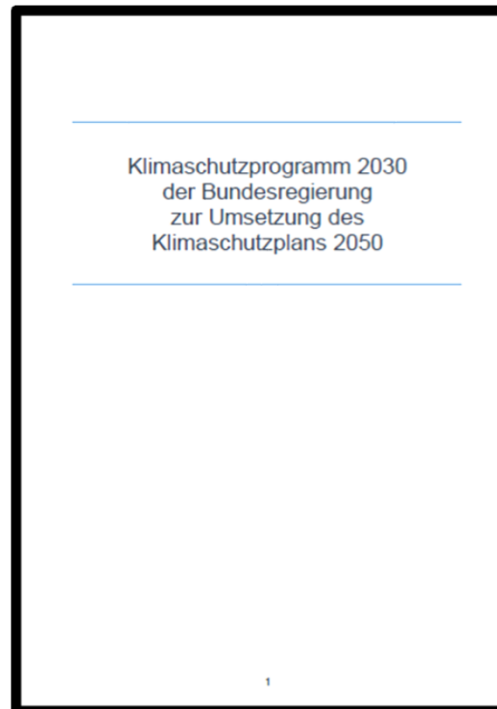 Klimaschutzprogramm 2030
der Bundesregierung
zur Umsetzung des
Klimaschutzplans 2050
1